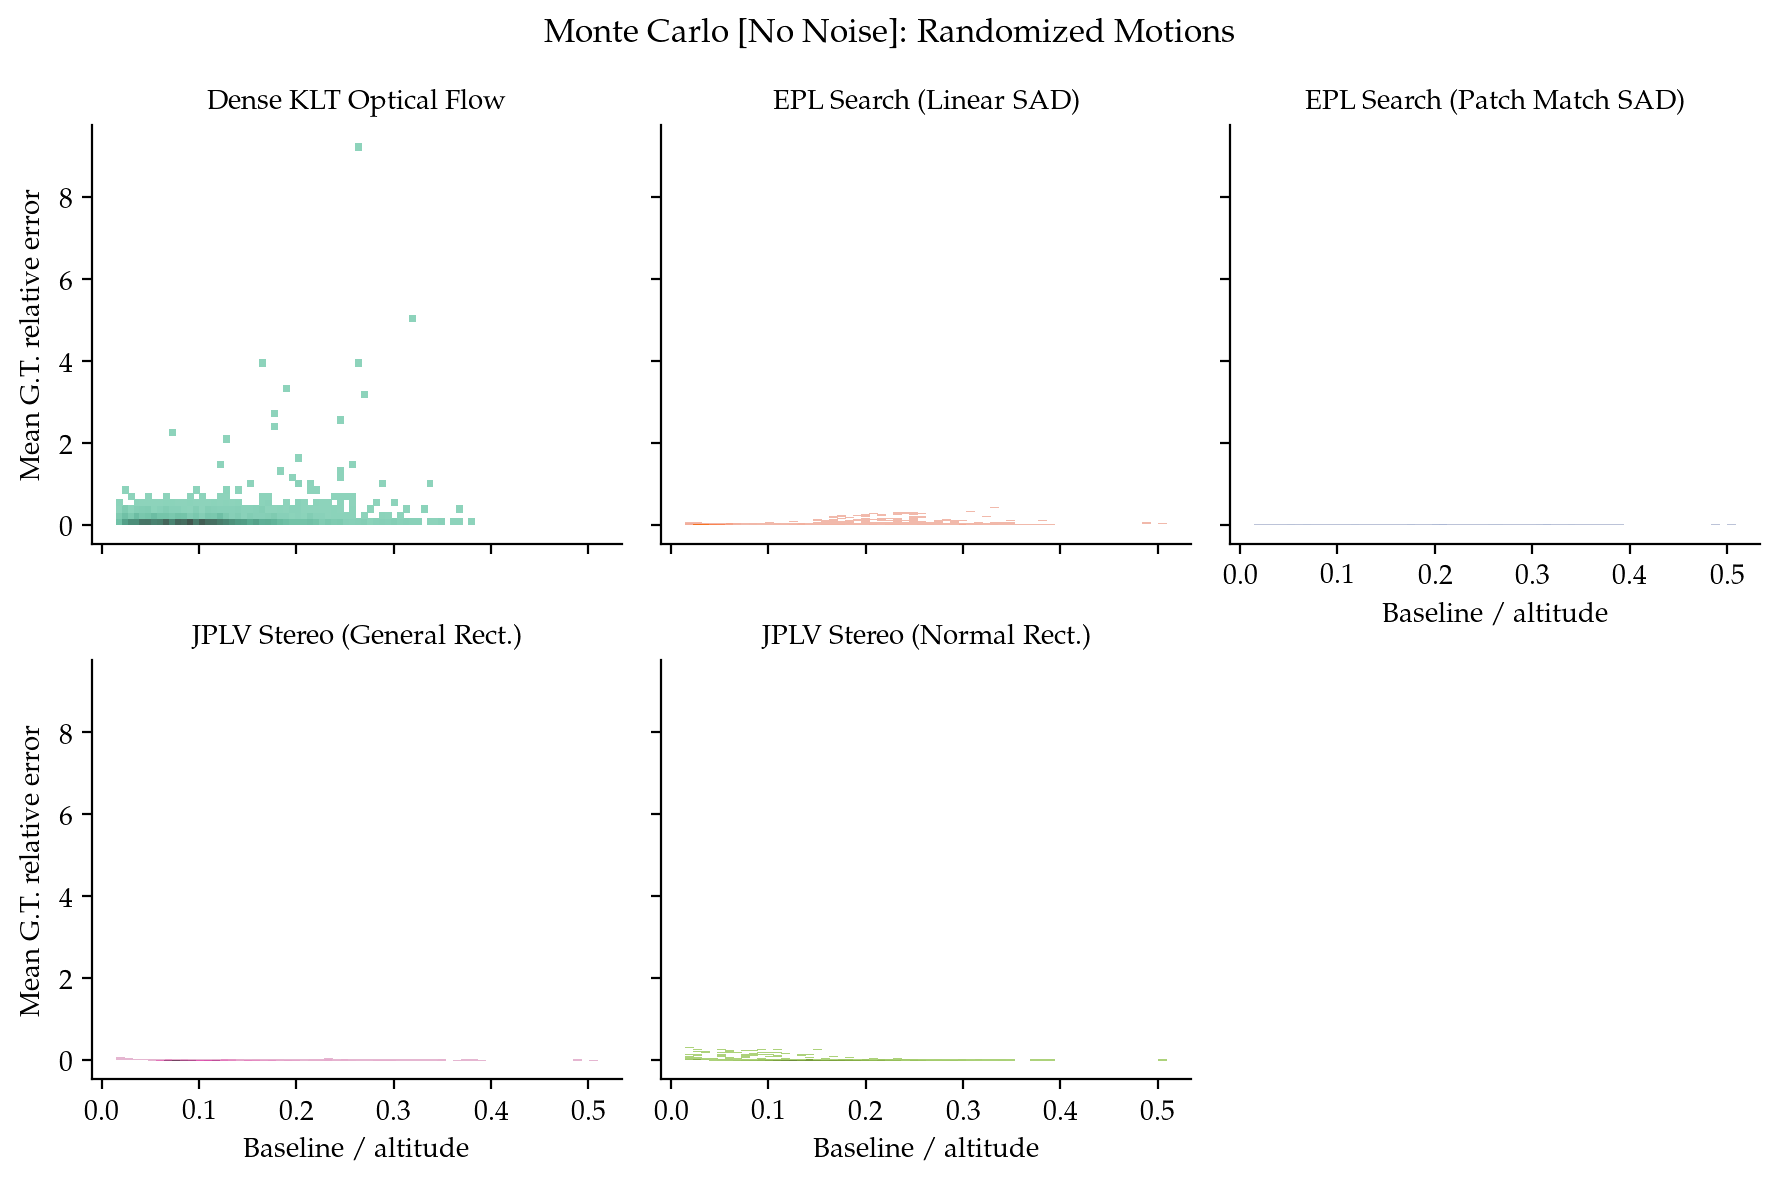 Monte Carlo [No Noise]: Randomized Motions
Dense KLT Optical Flow
EPL Search (Linear SAD)
EPL Search (Patch Match SAD)
Mean G.T. relative error
8
6
4
2
0
0.0 0.1 0.2 0.3 0.4 0.5
Baseline / altitude
JPLV Stereo (General Rect.)
JPLV Stereo (Normal Rect.)
Mean G.T. relative error
8
6
4
2
0
0.0 0.1 0.2 0.3 0.4 0.5
Baseline / altitude
0.0 0.1 0.2 0.3 0.4 0.5
Baseline / altitude